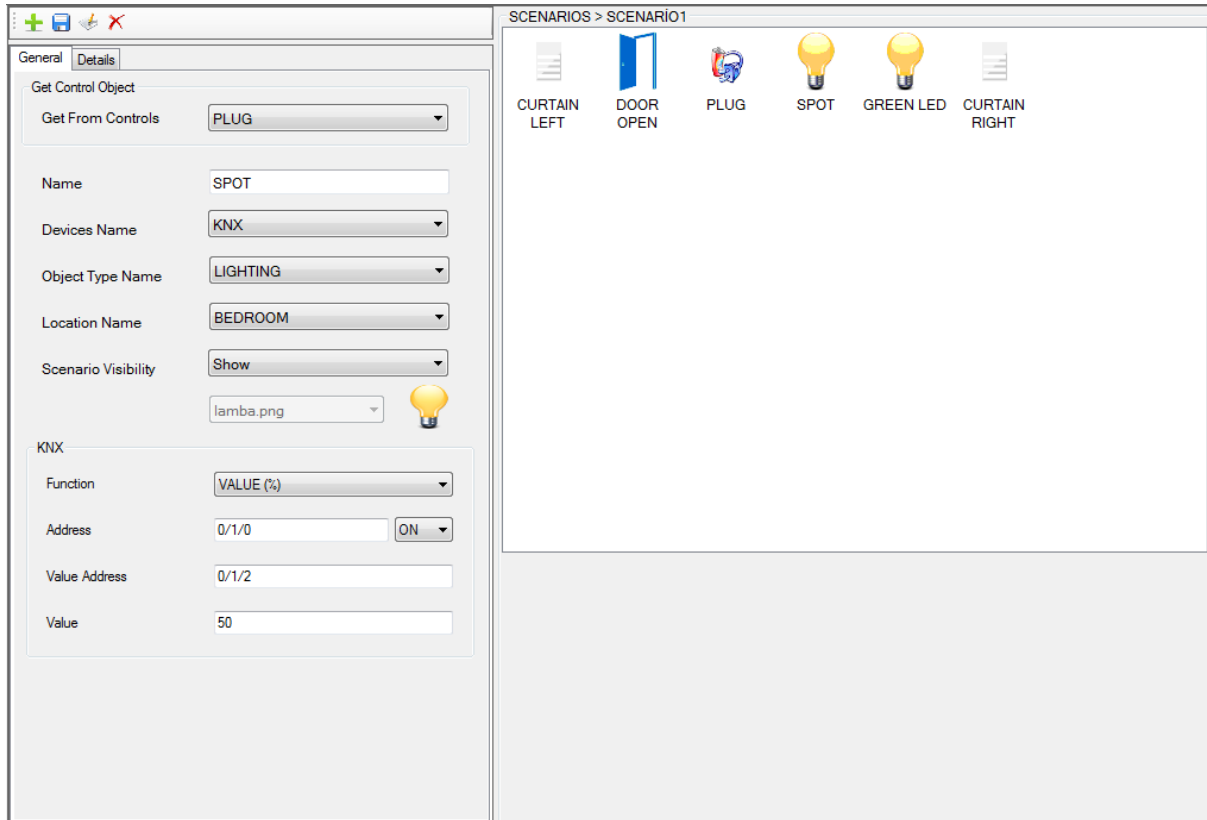 General Details
Get Control Object
Get From Controls PLUG
Name SPOT
Devices Name KNX
Object Type Name LIGHTING
Location Name BEDROOM
Scenario Visibility Show
lamba.png
KNX
Function VALUE (%)
Address 0/1/0 ON
Value Address 0/1/2
Value 50
SCENARIOS > SCENARİO1
CURTAIN LEFT
DOOR OPEN
PLUG
SPOT
GREEN LED
CURTAIN RIGHT